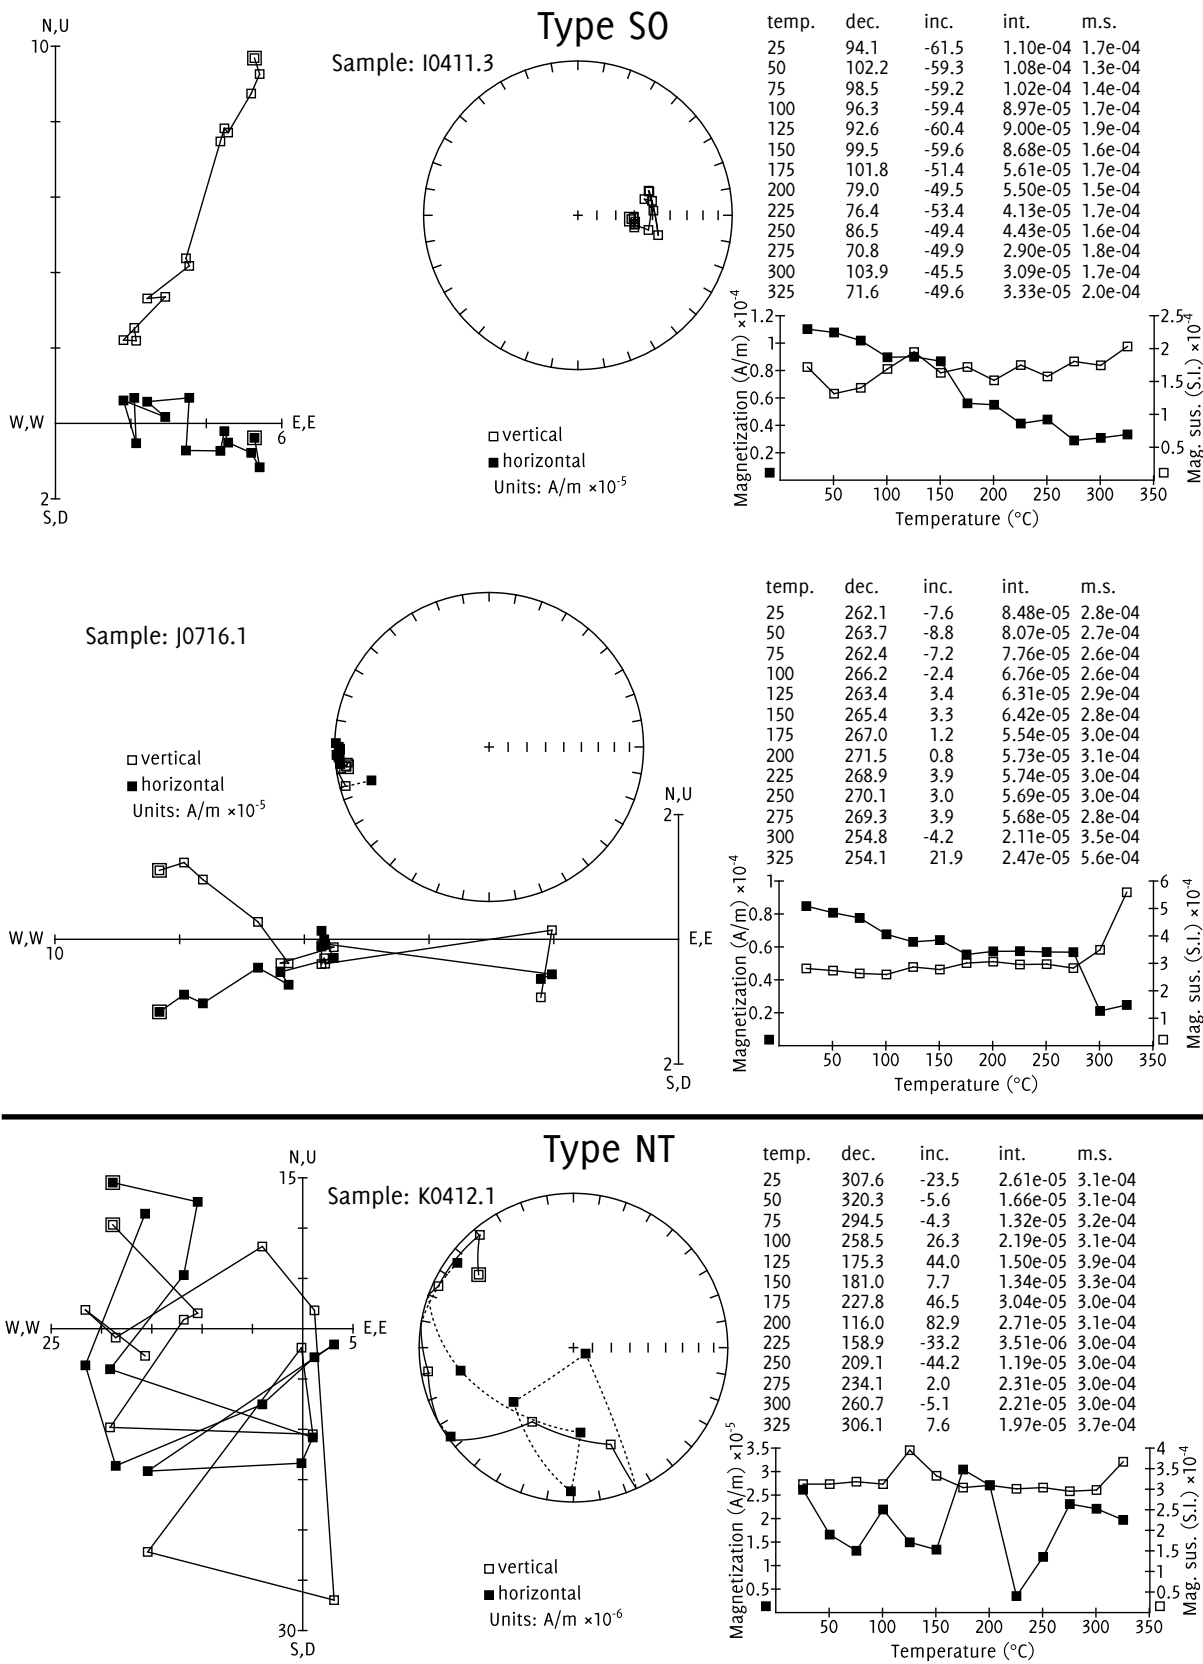 Type S0
Sample: I0411.3
N,U
10
W,W
E,E
6
2
S,D
vertical
horizontal
Units: A/m ×10-5
temp. dec. inc. int. m.s.
25 94.1 -61.5 1.10e-04 1.7e-04
50 102.2 -59.3 1.08e-04 1.3e-04
75 98.5 -59.2 1.02e-04 1.4e-04
100 96.3 -59.4 8.97e-05 1.7e-04
125 92.6 -60.4 9.00e-05 1.9e-04
150 99.5 -59.6 8.68e-05 1.6e-04
175 101.8 -51.4 5.61e-05 1.7e-04
200 79.0 -49.5 5.50e-05 1.5e-04
225 76.4 -53.4 4.13e-05 1.7e-04
250 86.5 -49.4 4.43e-05 1.6e-04
275 70.8 -49.9 2.90e-05 1.8e-04
300 103.9 -45.5 3.09e-05 1.7e-04
325 71.6 -49.6 3.33e-05 2.0e-04
Magnetization (A/m) ×10-4
1.2
1
0.8
0.6
0.4
0.2
2.5
2
1.5
1
0.5
Mag. sus. (S.I.) ×10-4
50 100 150 200 250 300 350
Temperature (°C)
Sample: J0716.1
vertical
horizontal
Units: A/m ×10-5
N,U
2
W,W
10
E,E
2
S,D
temp. dec. inc. int. m.s.
25 262.1 -7.6 8.48e-05 2.8e-04
50 263.7 -8.8 8.07e-05 2.7e-04
75 262.4 -7.2 7.76e-05 2.6e-04
100 266.2 -2.4 6.76e-05 2.6e-04
125 263.4 3.4 6.31e-05 2.9e-04
150 265.4 3.3 6.42e-05 2.8e-04
175 267.0 1.2 5.54e-05 3.0e-04
200 271.5 0.8 5.73e-05 3.1e-04
225 268.9 3.9 5.74e-05 3.0e-04
250 270.1 3.0 5.69e-05 3.0e-04
275 269.3 3.9 5.68e-05 2.8e-04
300 254.8 -4.2 2.11e-05 3.5e-04
325 254.1 21.9 2.47e-05 5.6e-04
Magnetization (A/m) ×10-4
1
0.8
0.6
0.4
0.2
6
5
4
3
2
1
Mag. sus. (S.I.) ×10-4
50 100 150 200 250 300 350
Temperature (°C)
Type NT
Sample: K0412.1
N,U
15
W,W
25
E,E
5
30
S,D
vertical
horizontal
Units: A/m ×10-6
temp. dec. inc. int. m.s.
25 307.6 -23.5 2.61e-05 3.1e-04
50 320.3 -5.6 1.66e-05 3.1e-04
75 294.5 -4.3 1.32e-05 3.2e-04
100 258.5 26.3 2.19e-05 3.1e-04
125 175.3 44.0 1.50e-05 3.9e-04
150 181.0 7.7 1.34e-05 3.3e-04
175 227.8 46.5 3.04e-05 3.0e-04
200 116.0 82.9 2.71e-05 3.1e-04
225 158.9 -33.2 3.51e-06 3.0e-04
250 209.1 -44.2 1.19e-05 3.0e-04
275 234.1 2.0 2.31e-05 3.0e-04
300 260.7 -5.1 2.21e-05 3.0e-04
325 306.1 7.6 1.97e-05 3.7e-04
Magnetization (A/m) ×10-5
3.5
3
2.5
2
1.5
1
0.5
4
3.5
3
2.5
2
1.5
1
0.5
Mag. sus. (S.I.) ×10-4
50 100 150 200 250 300 350
Temperature (°C)